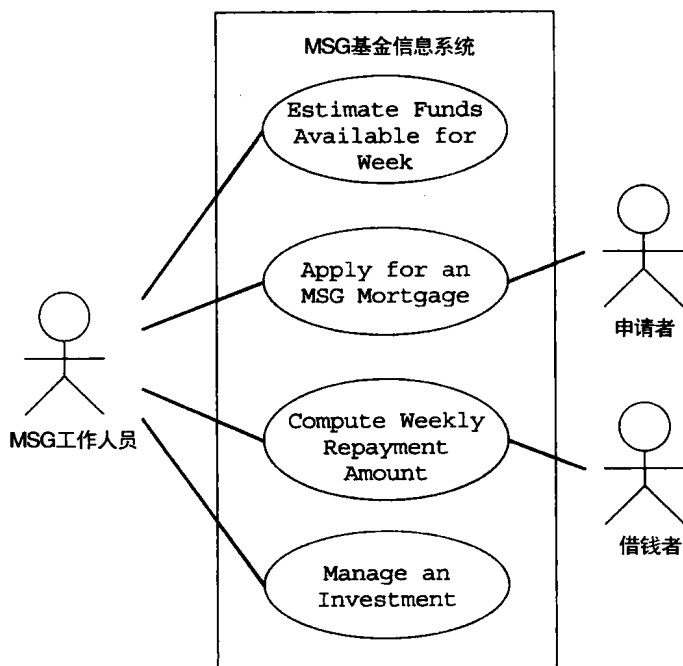 MSG基金信息系统
Estimate Funds
Available for
Week
Apply for an
MSG Mortgage
申请者
MSG工作人员
Compute Weekly
Repayment
Amount
借钱者
Manage an
Investment